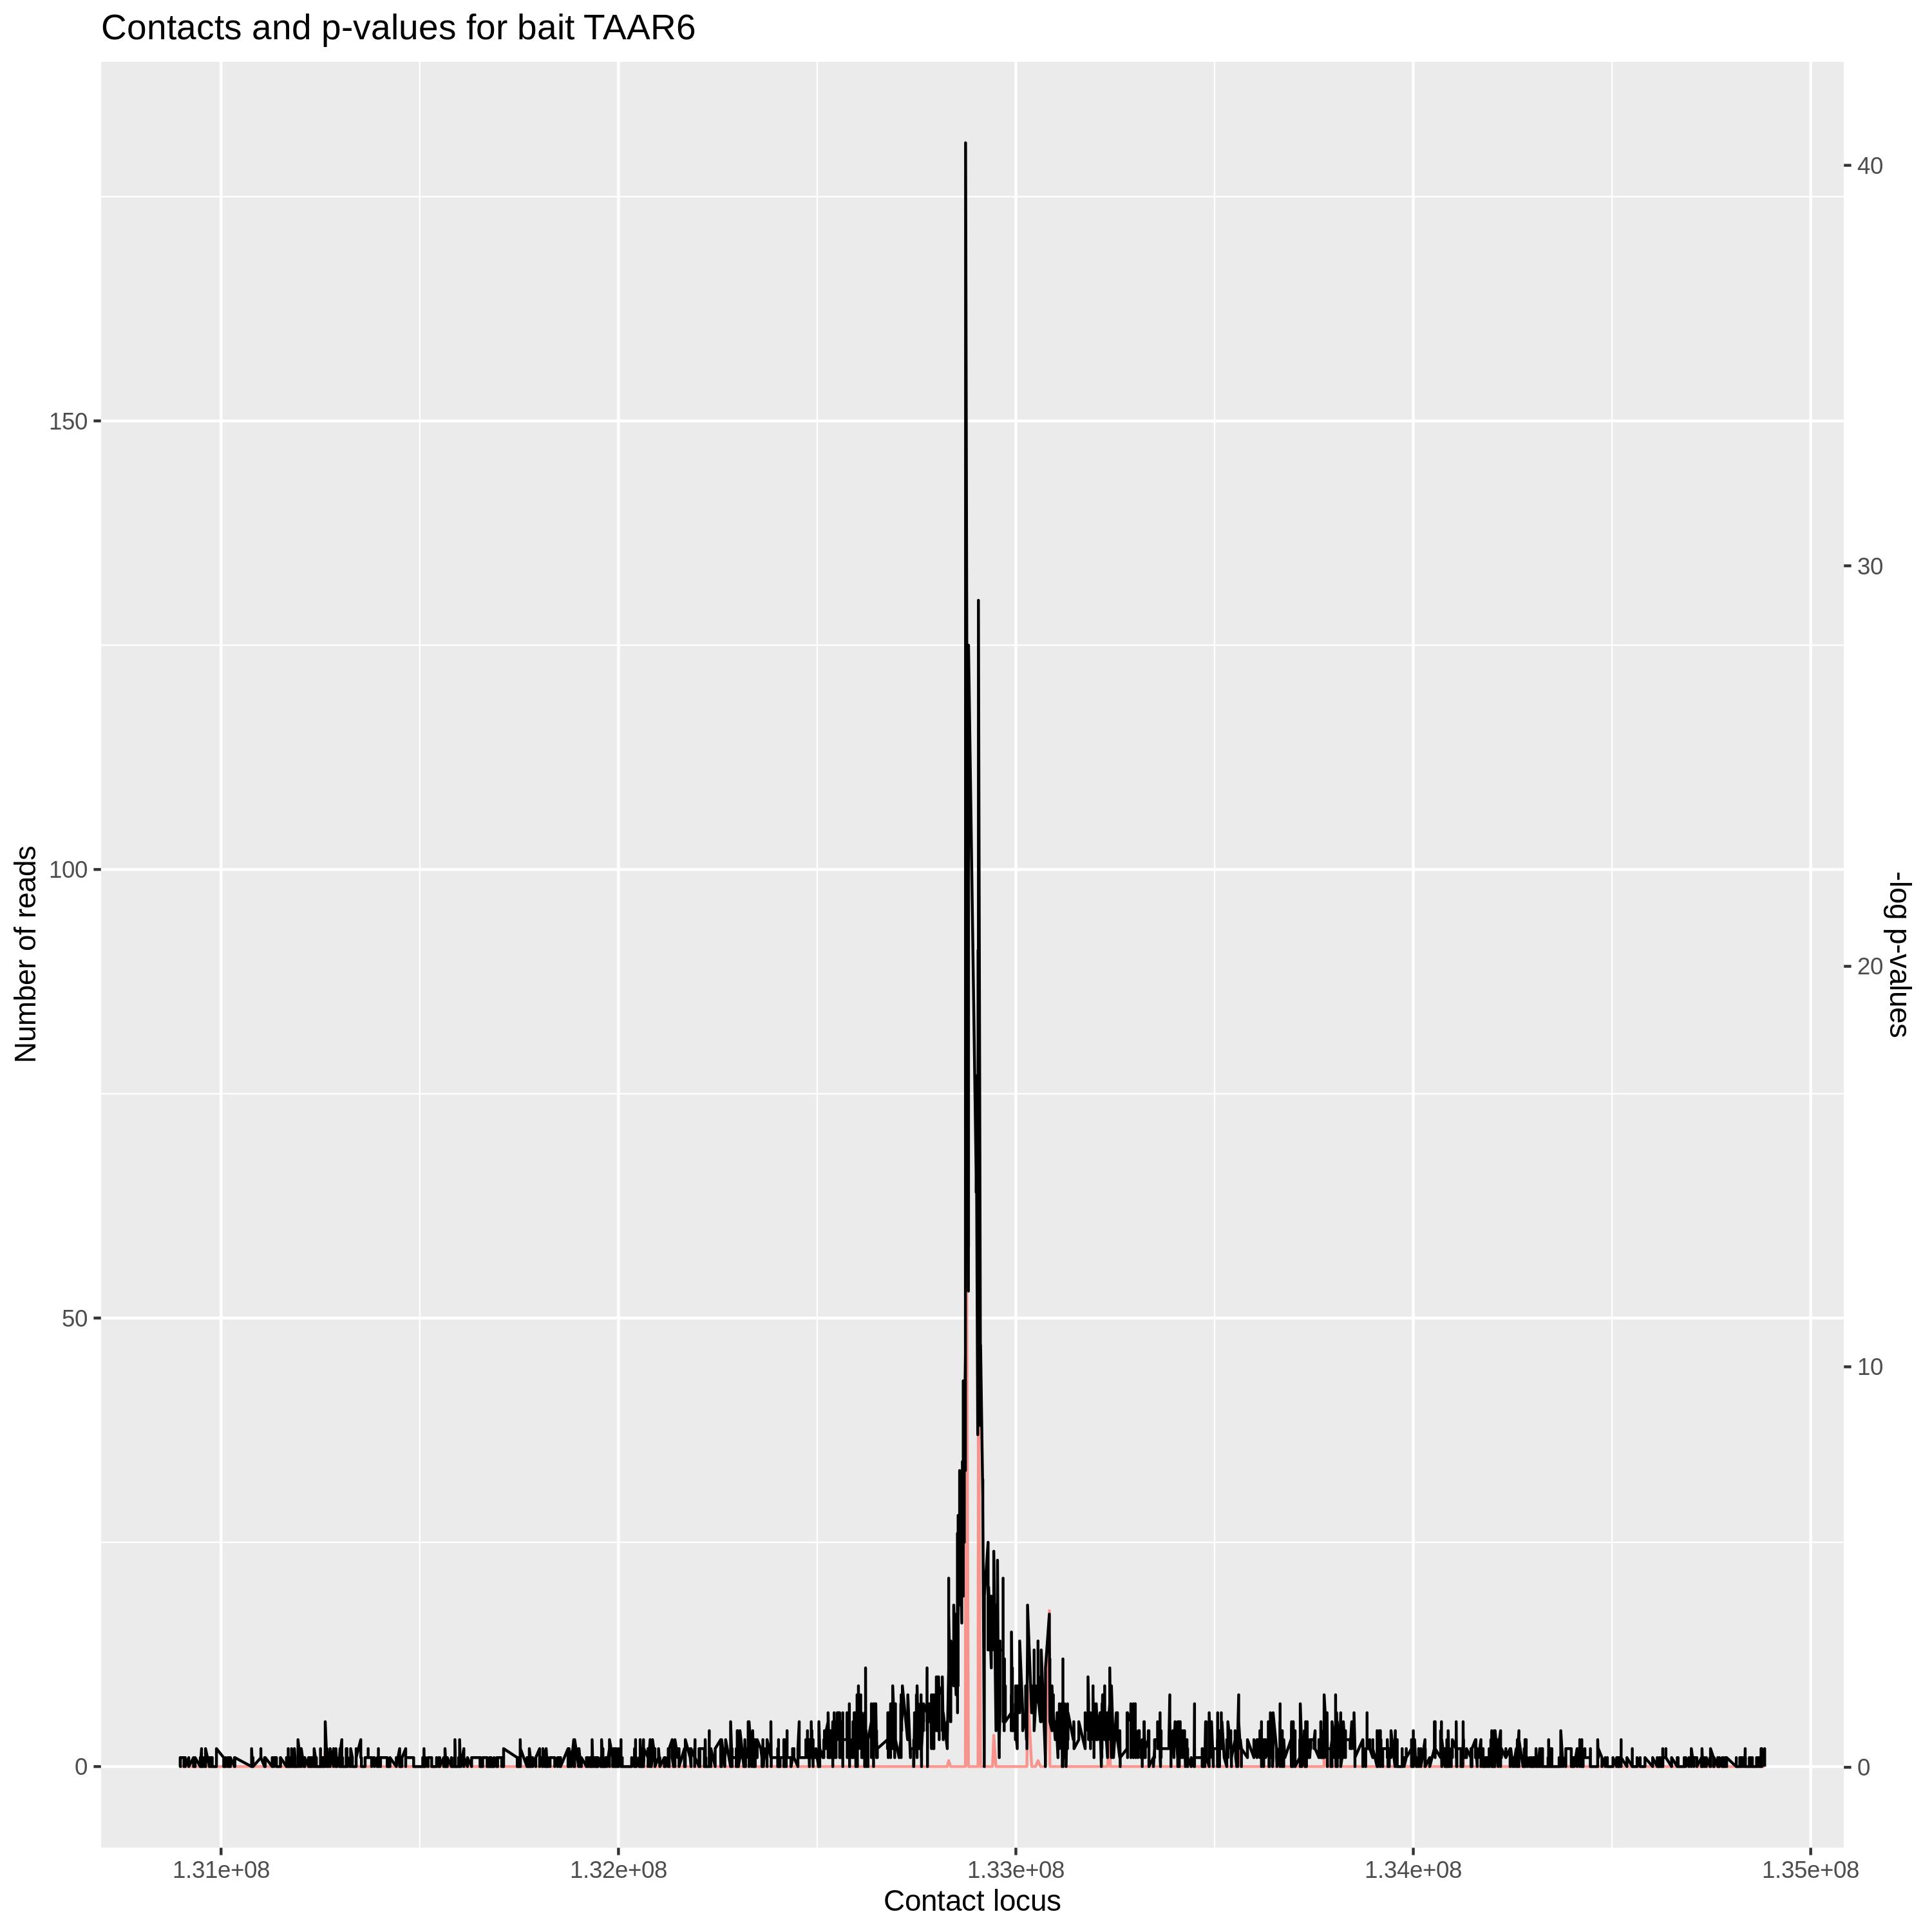 Contacts and p-values for bait TAAR6
Number of reads
150
100
50
0
40
30
20
10
0
-log p-values
1.31e+08
1.32e+08
1.33e+08
1.34e+08
1.35e+08
Contact locus